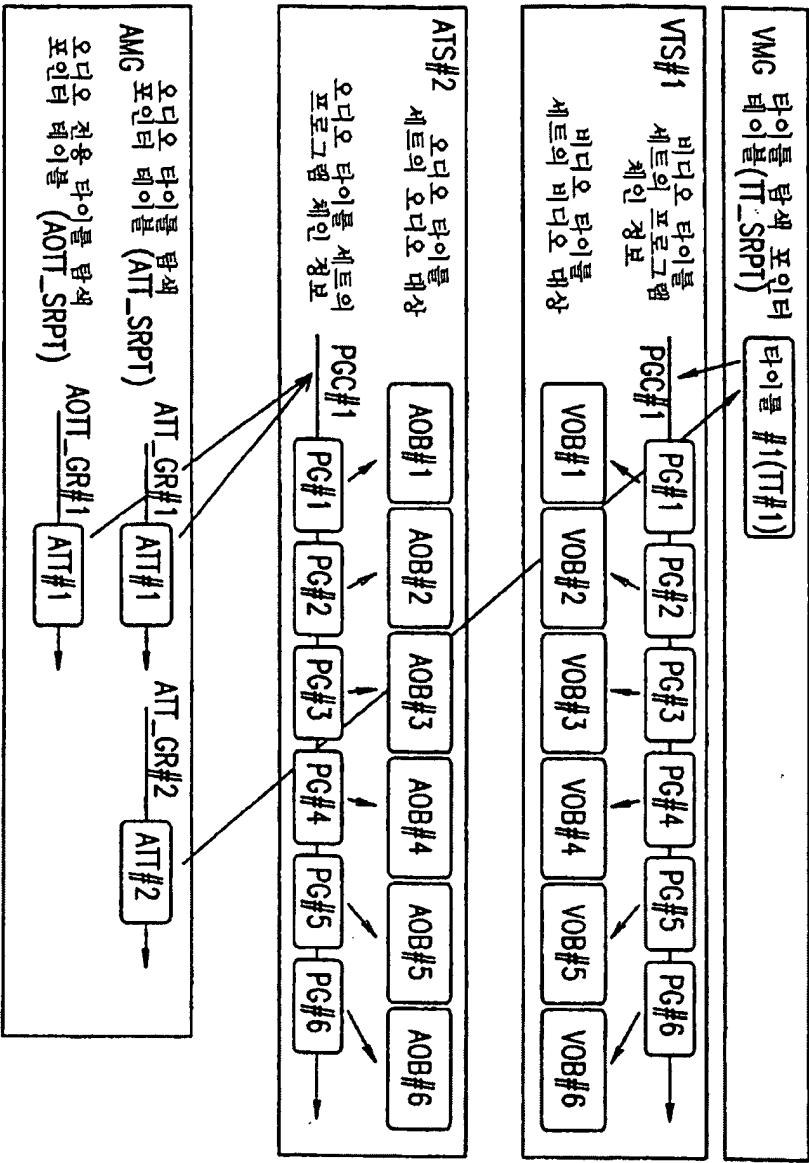 VMG 타이틀 탐색 포인터
테이블(TT_SRPT)
타이틀 #1(TT#1)
VTS#1
비디오 타이틀
세트의 프로그램
체인 정보
PGC#1
PG#1
PG#2
PG#3
PG#4
PG#5
PG#6
비디오 타이틀
세트의 비디오 대상
VOB#1
VOB#2
VOB#3
VOB#4
VOB#5
VOB#6
ATS#2
오디오 타이틀
세트의 오디오 대상
AOB#1
AOB#2
AOB#3
AOB#4
AOB#5
AOB#6
오디오 타이틀 세트의
프로그램 체인 정보
PGC#1
PG#1
PG#2
PG#3
PG#4
PG#5
PG#6
AMG
오디오 타이틀 탐색
포인터 테이블
(ATT_SRPT)
ATT_GR#1
ATT#1
ATT_GR#2
ATT#2
오디오 전용 타이틀 탐색
포인터 테이블
(AOTT_SRPT)
AOTT_GR#1
ATT#1